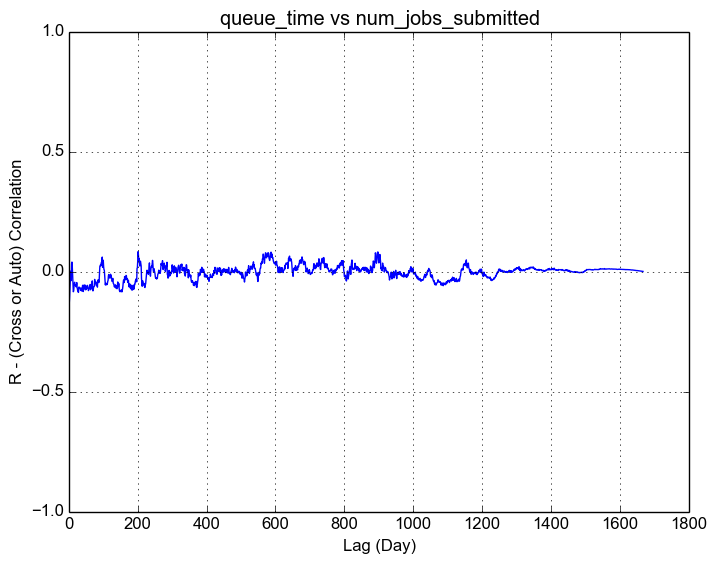 queue_time vs num_jobs_submitted
1.0
0.5
0.0
−0.5
−1.0
R - (Cross or Auto) Correlation
0 200 400 600 800 1000 1200 1400 1600 1800
Lag (Day)